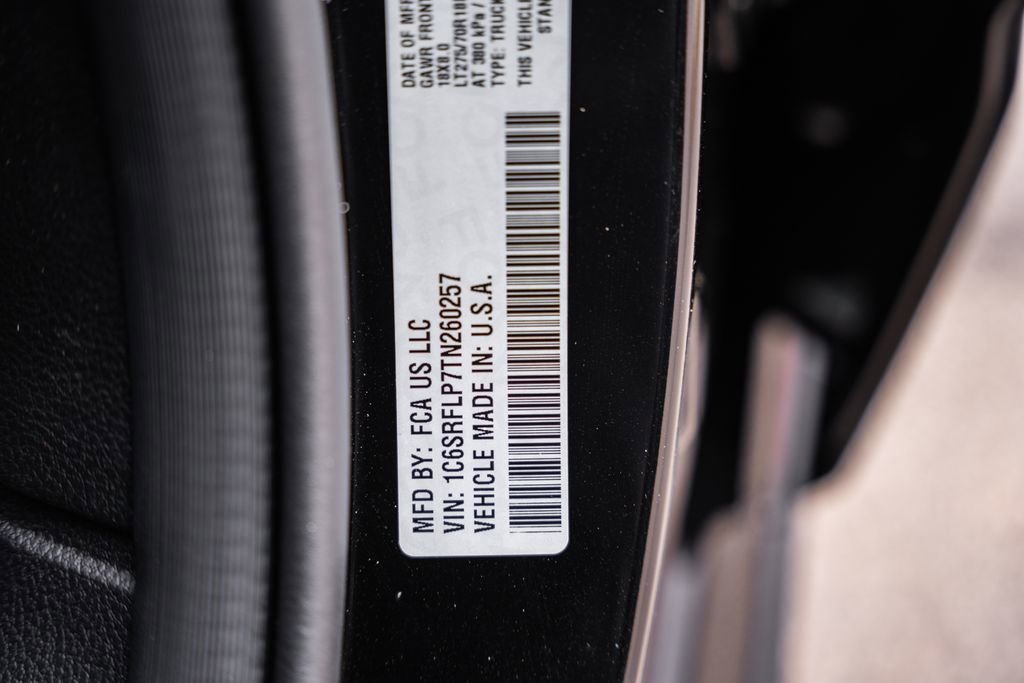 MFD BY: FCA US LLC
VIN: 1C6SRFLP7TN260257
VEHICLE MADE IN: U.S.A.
DATE OF MFR
GAWR FRONT
18X8.0
LT275/70R18
AT 380 kPa /
TYPE: TRUCK
THIS VEHICLE
STAN